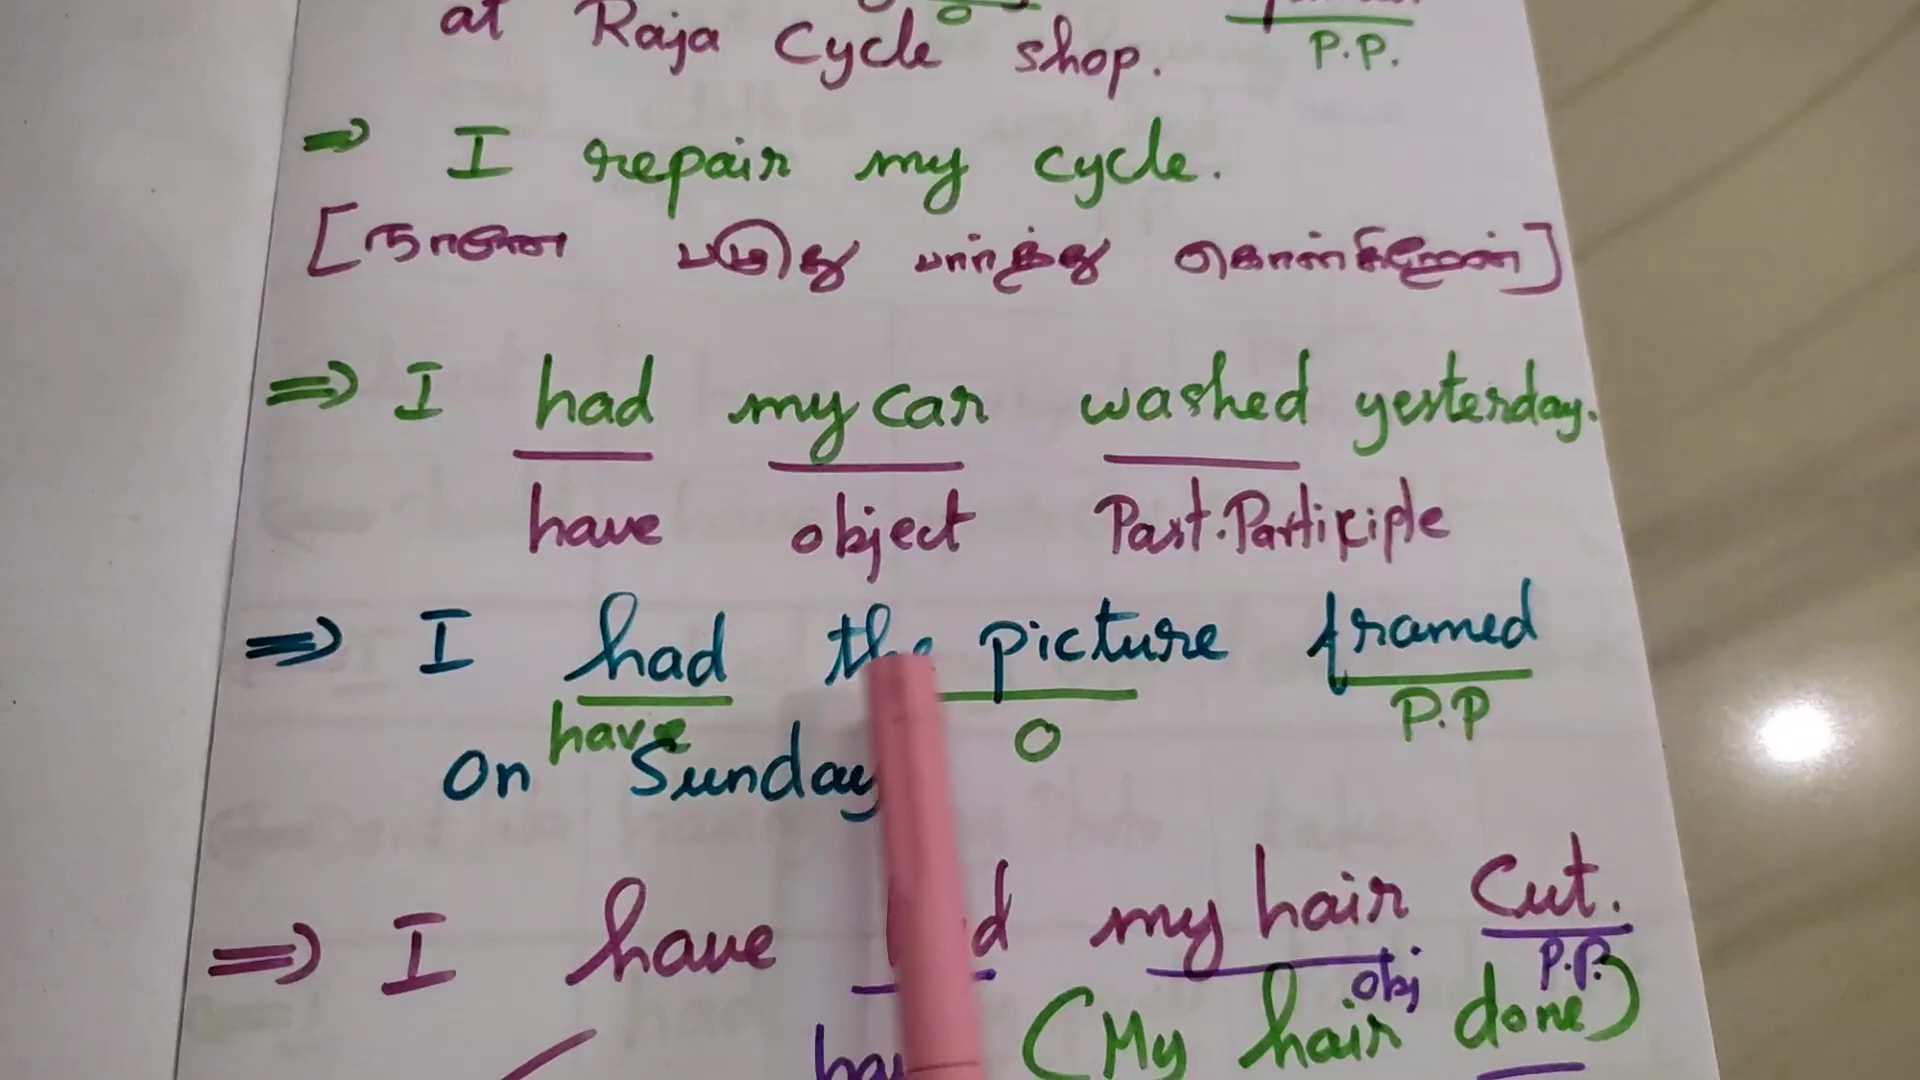 at Raja Cycle shop.
P.P.
⇒ I repair my cycle.
[நானே பழுது பார்த்து கொள்கிறேன்]
⇒ I had my car washed yesterday.
have object Past.Participle
⇒ I had the picture framed
have O P.P
on Sunday
⇒ I have my hair cut.
obj P.P.
(My hair done)